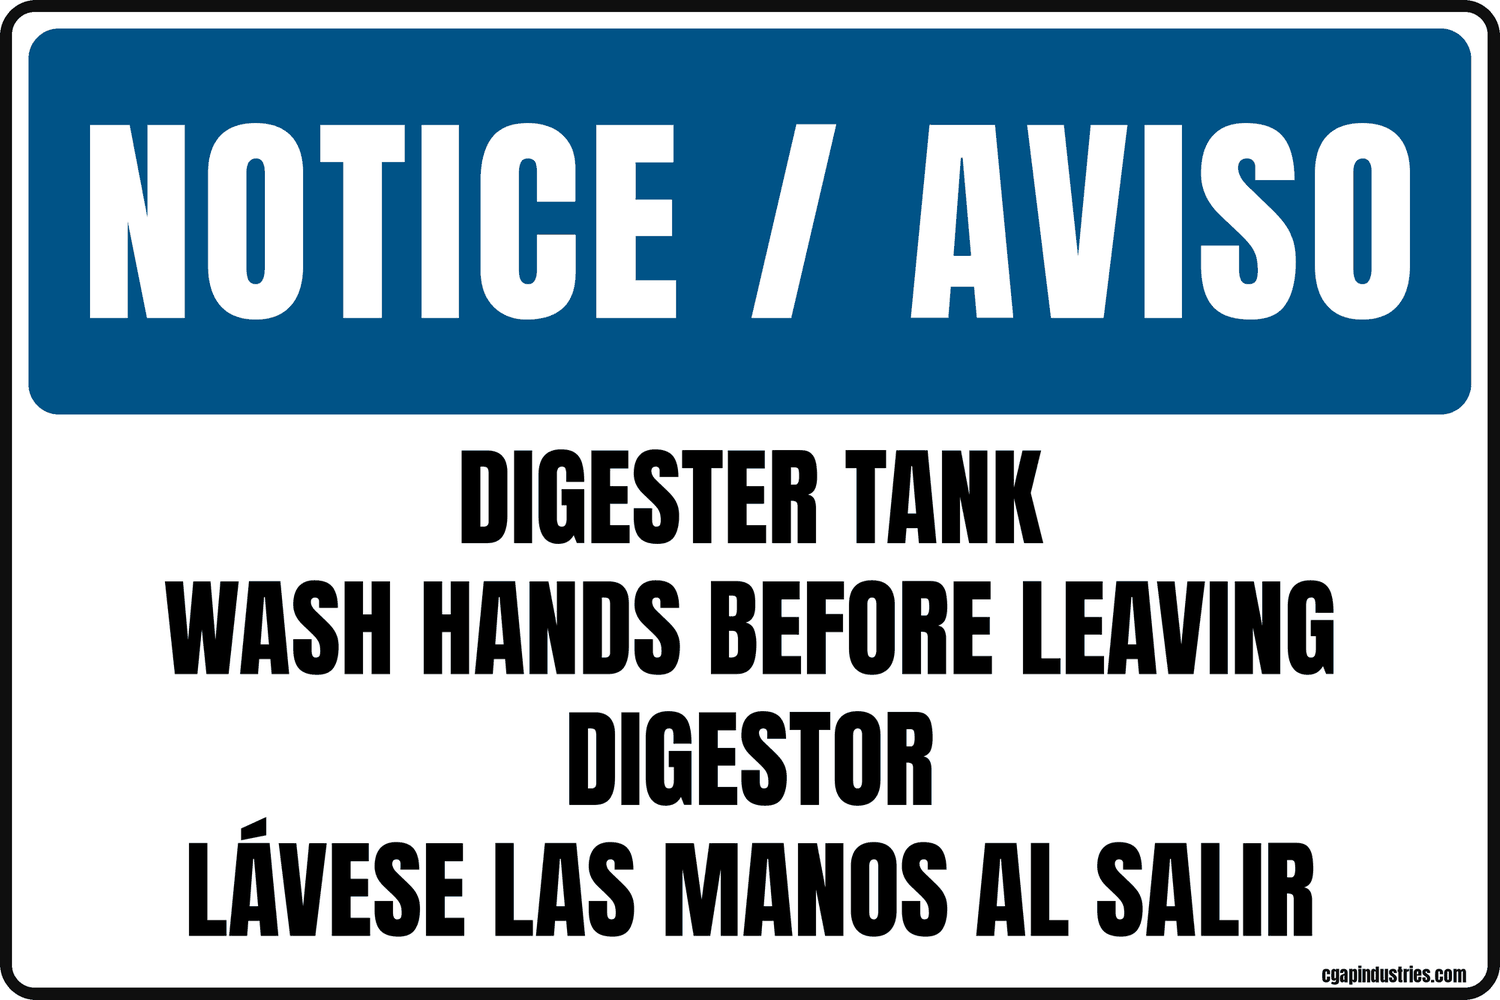 NOTICE / AVISO
DIGESTER TANK
WASH HANDS BEFORE LEAVING
DIGESTOR
LÁVESE LAS MANOS AL SALIR
cgapindustries.com